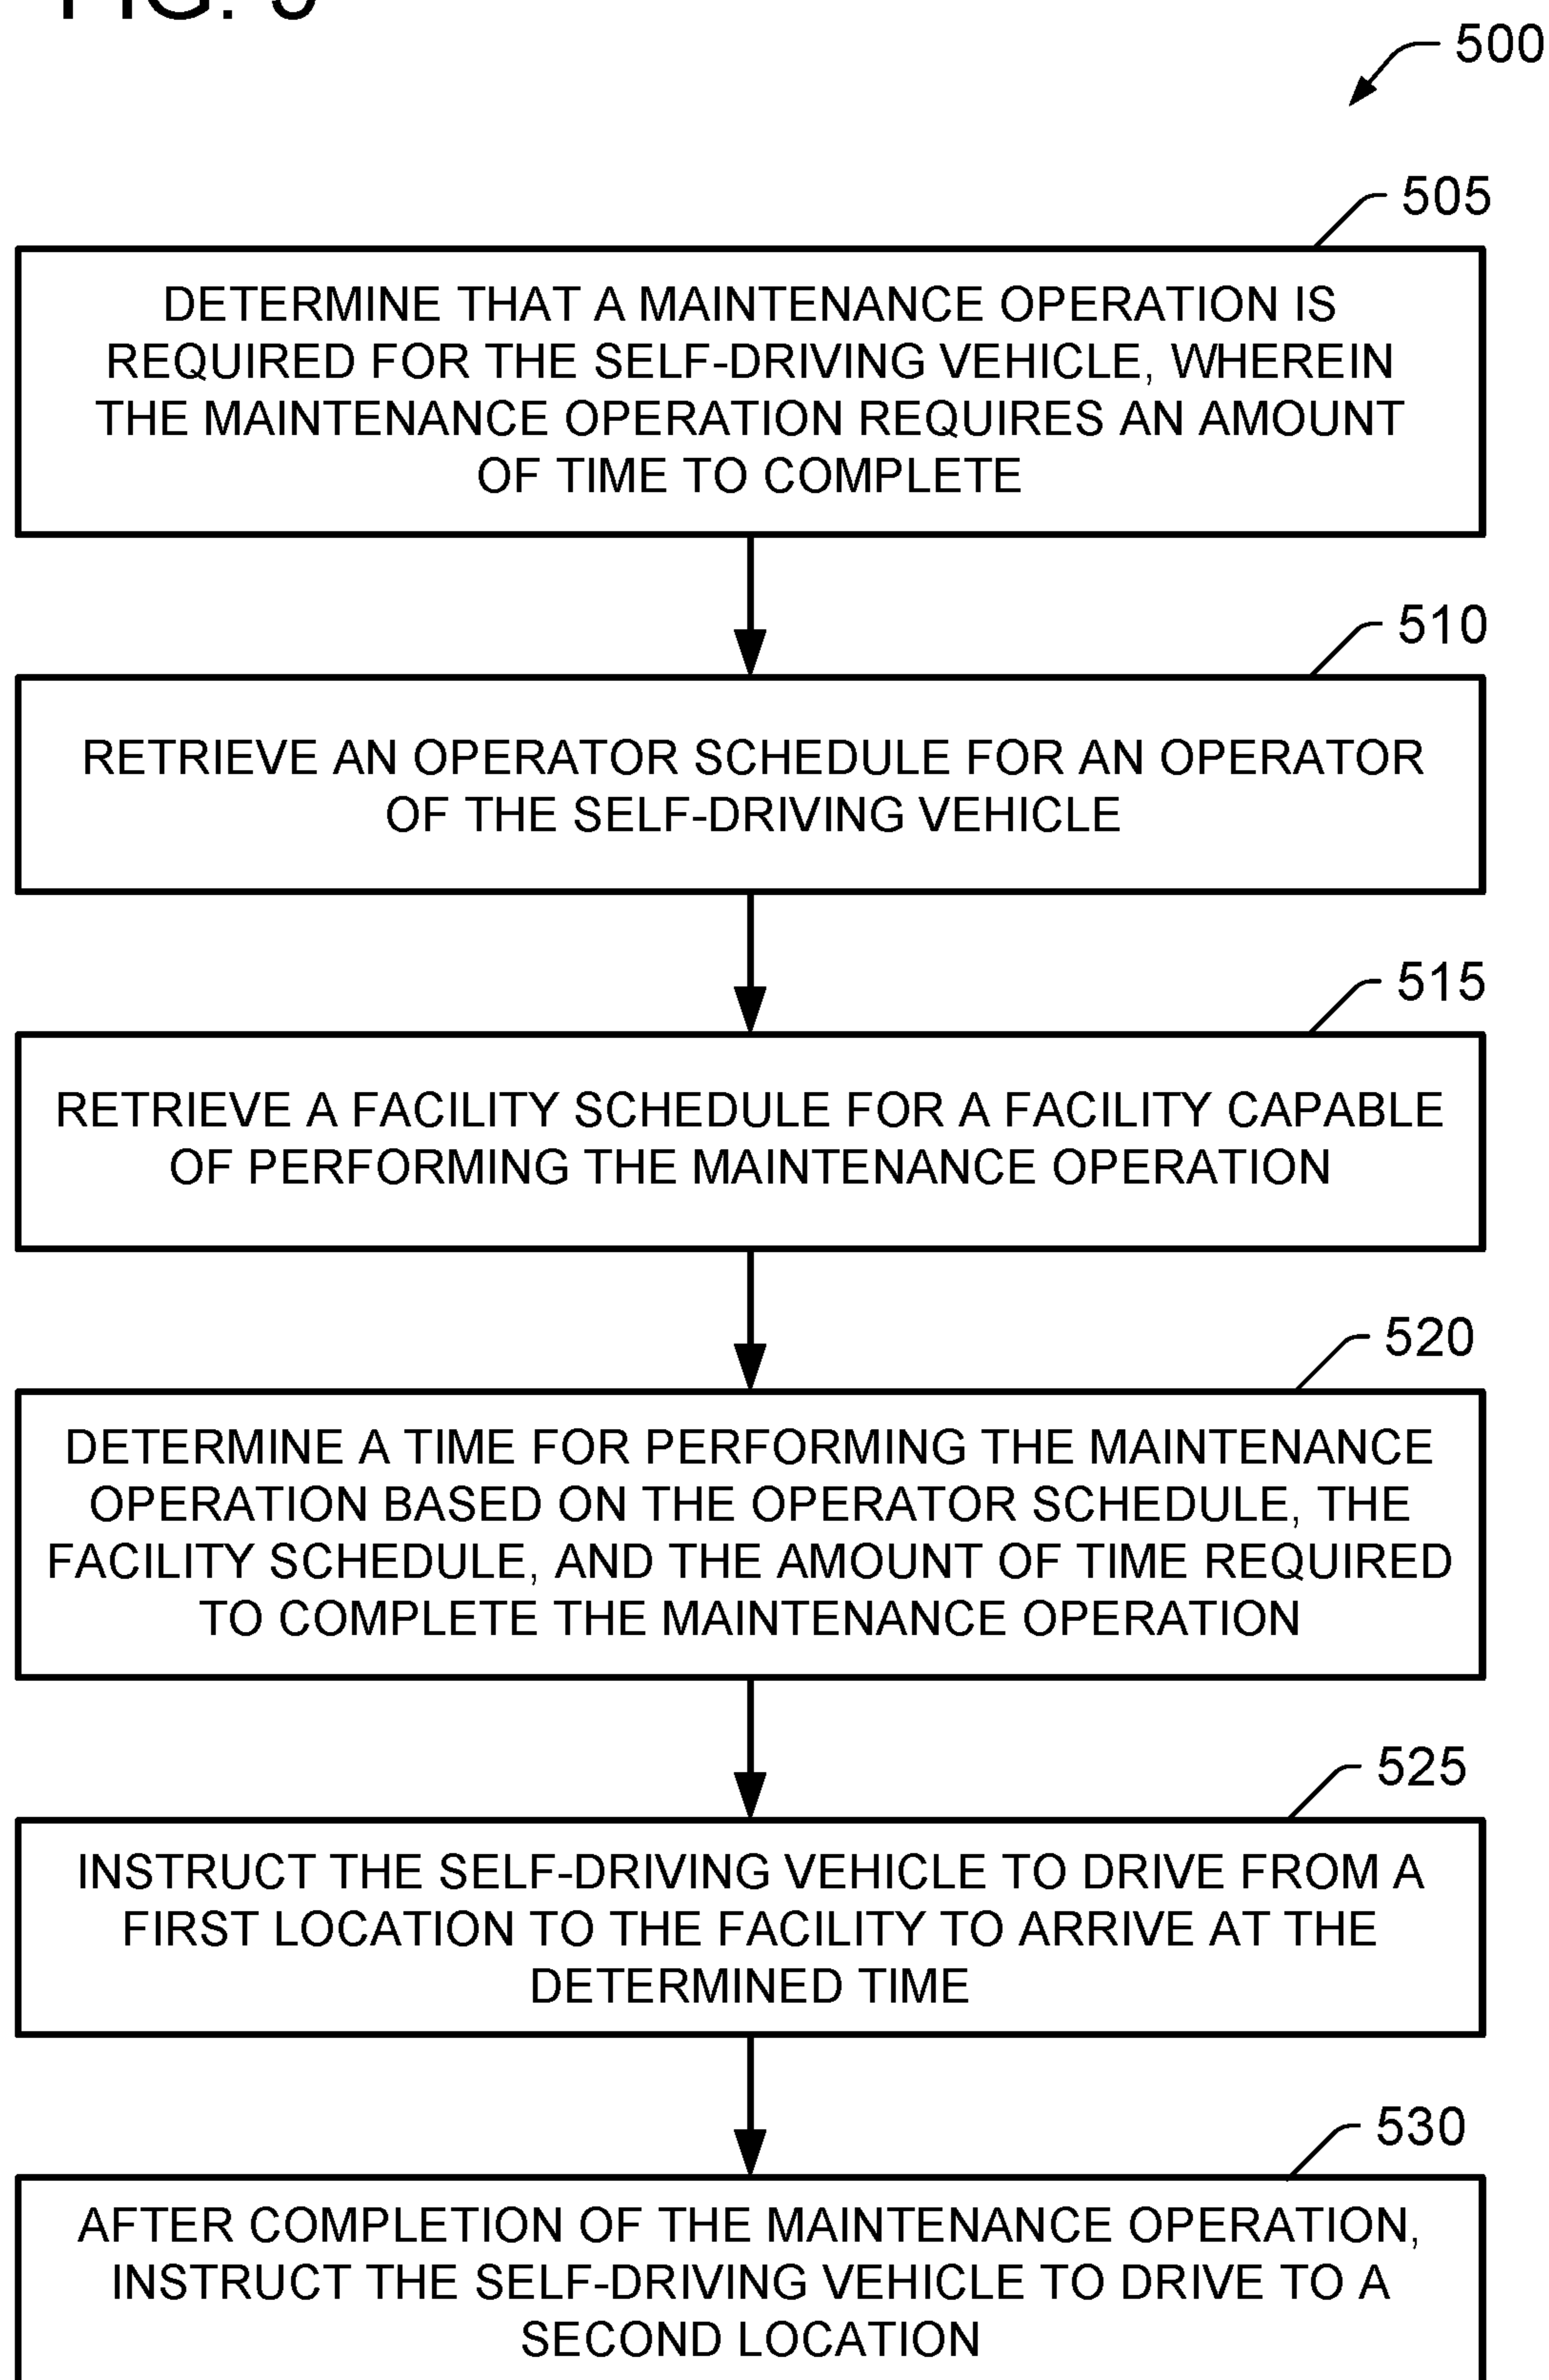 FIG. 5
500
505
DETERMINE THAT A MAINTENANCE OPERATION IS
REQUIRED FOR THE SELF-DRIVING VEHICLE, WHEREIN
THE MAINTENANCE OPERATION REQUIRES AN AMOUNT
OF TIME TO COMPLETE
510
RETRIEVE AN OPERATOR SCHEDULE FOR AN OPERATOR
OF THE SELF-DRIVING VEHICLE
515
RETRIEVE A FACILITY SCHEDULE FOR A FACILITY CAPABLE
OF PERFORMING THE MAINTENANCE OPERATION
520
DETERMINE A TIME FOR PERFORMING THE MAINTENANCE
OPERATION BASED ON THE OPERATOR SCHEDULE, THE
FACILITY SCHEDULE, AND THE AMOUNT OF TIME REQUIRED
TO COMPLETE THE MAINTENANCE OPERATION
525
INSTRUCT THE SELF-DRIVING VEHICLE TO DRIVE FROM A
FIRST LOCATION TO THE FACILITY TO ARRIVE AT THE
DETERMINED TIME
530
AFTER COMPLETION OF THE MAINTENANCE OPERATION,
INSTRUCT THE SELF-DRIVING VEHICLE TO DRIVE TO A
SECOND LOCATION